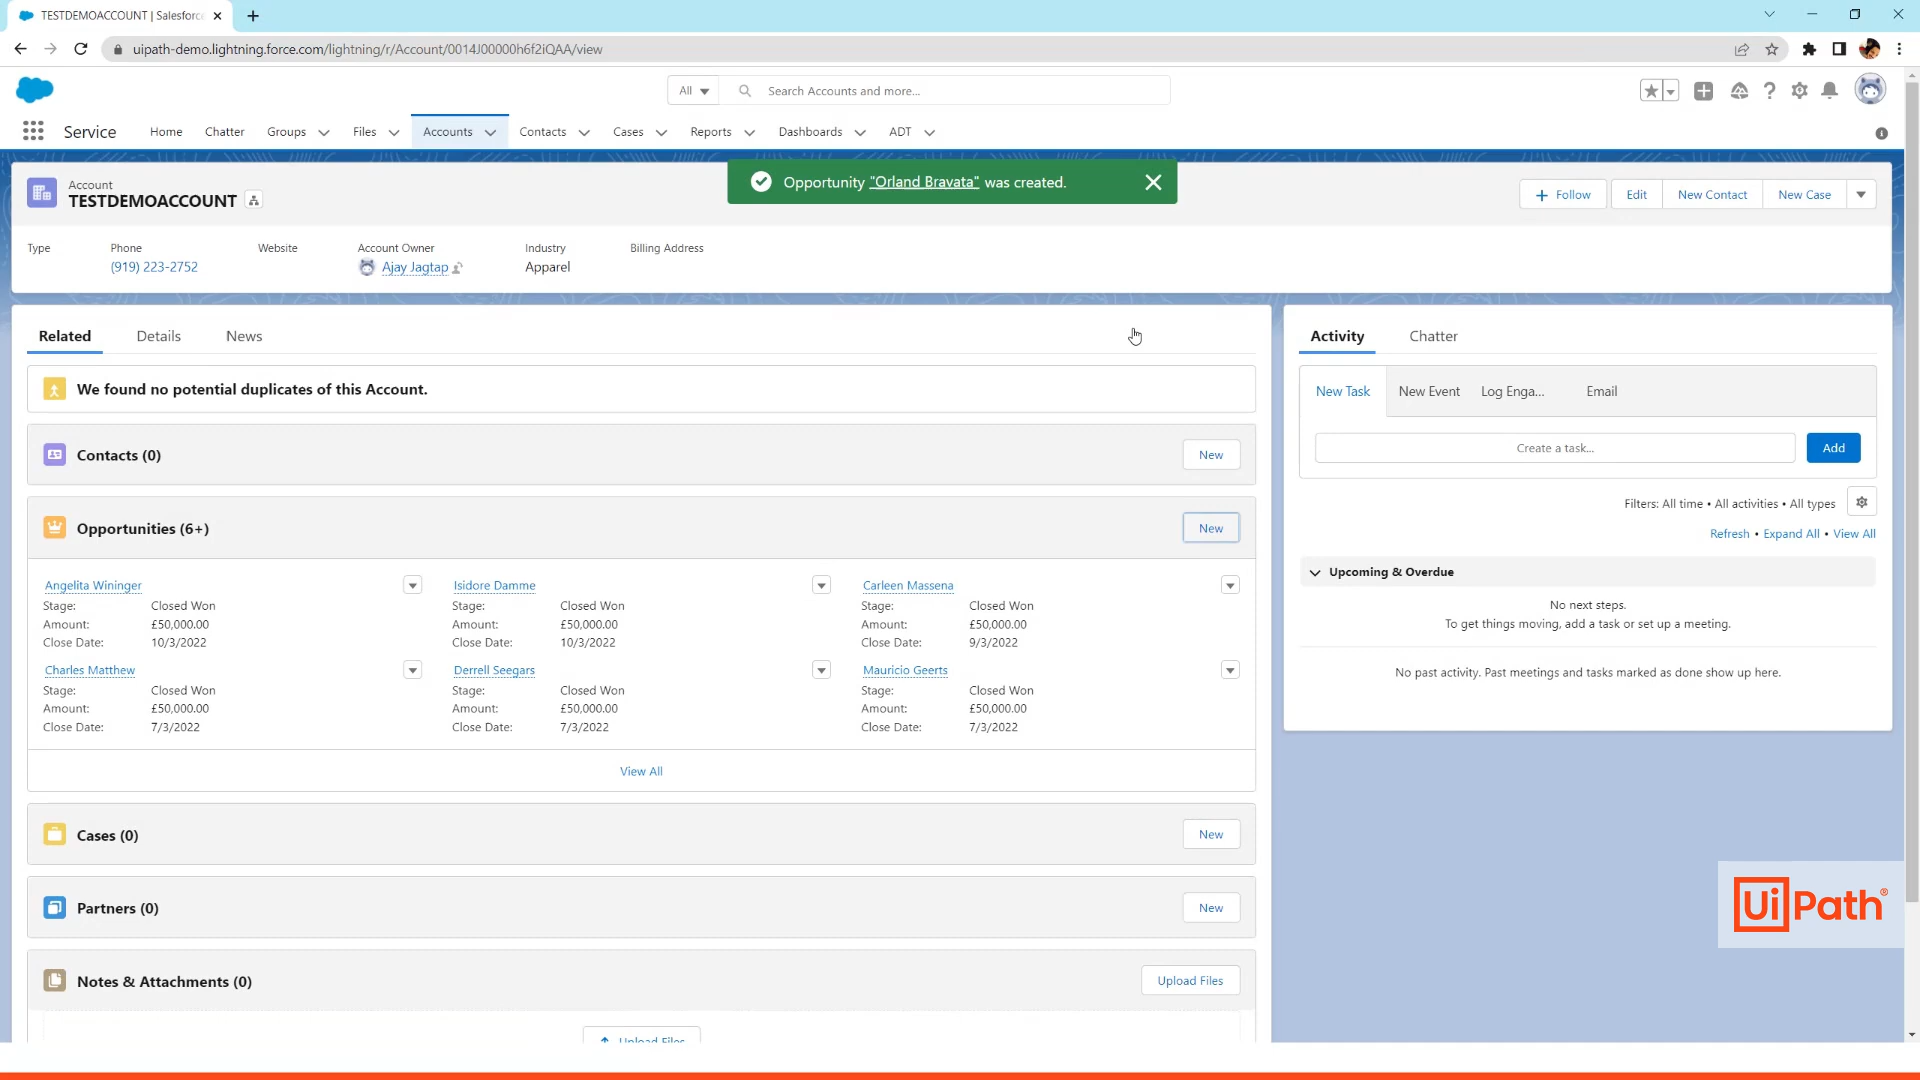 TESTDEMOACCOUNT | Salesforce
uipath-demo.lightning.force.com/lightning/r/Account/0014J00000h6f2iQAA/view
All Search Accounts and more...
Service Home Chatter Groups Files Accounts Contacts Cases Reports Dashboards ADT
Opportunity "Orland Bravata" was created.
Account
TESTDEMOACCOUNT
Follow Edit New Contact New Case
Type Phone Website Account Owner Industry Billing Address
(919) 223-2752 Ajay Jagtap Apparel
Related Details News
We found no potential duplicates of this Account.
Contacts (0) New
Opportunities (6+) New
Angelita Wininger Isidore Damme Carleen Massena
Stage: Closed Won Stage: Closed Won Stage: Closed Won
Amount: £50,000.00 Amount: £50,000.00 Amount: £50,000.00
Close Date: 10/3/2022 Close Date: 10/3/2022 Close Date: 9/3/2022
Charles Matthew Derrell Seegars Mauricio Geerts
Stage: Closed Won Stage: Closed Won Stage: Closed Won
Amount: £50,000.00 Amount: £50,000.00 Amount: £50,000.00
Close Date: 7/3/2022 Close Date: 7/3/2022 Close Date: 7/3/2022
View All
Cases (0) New
Partners (0) New
Notes & Attachments (0) Upload Files
Upload Files
Activity Chatter
New Task New Event Log Enga... Email
Create a task... Add
Filters: All time • All activities • All types
Refresh • Expand All • View All
Upcoming & Overdue
No next steps.
To get things moving, add a task or set up a meeting.
No past activity. Past meetings and tasks marked as done show up here.
UiPath®